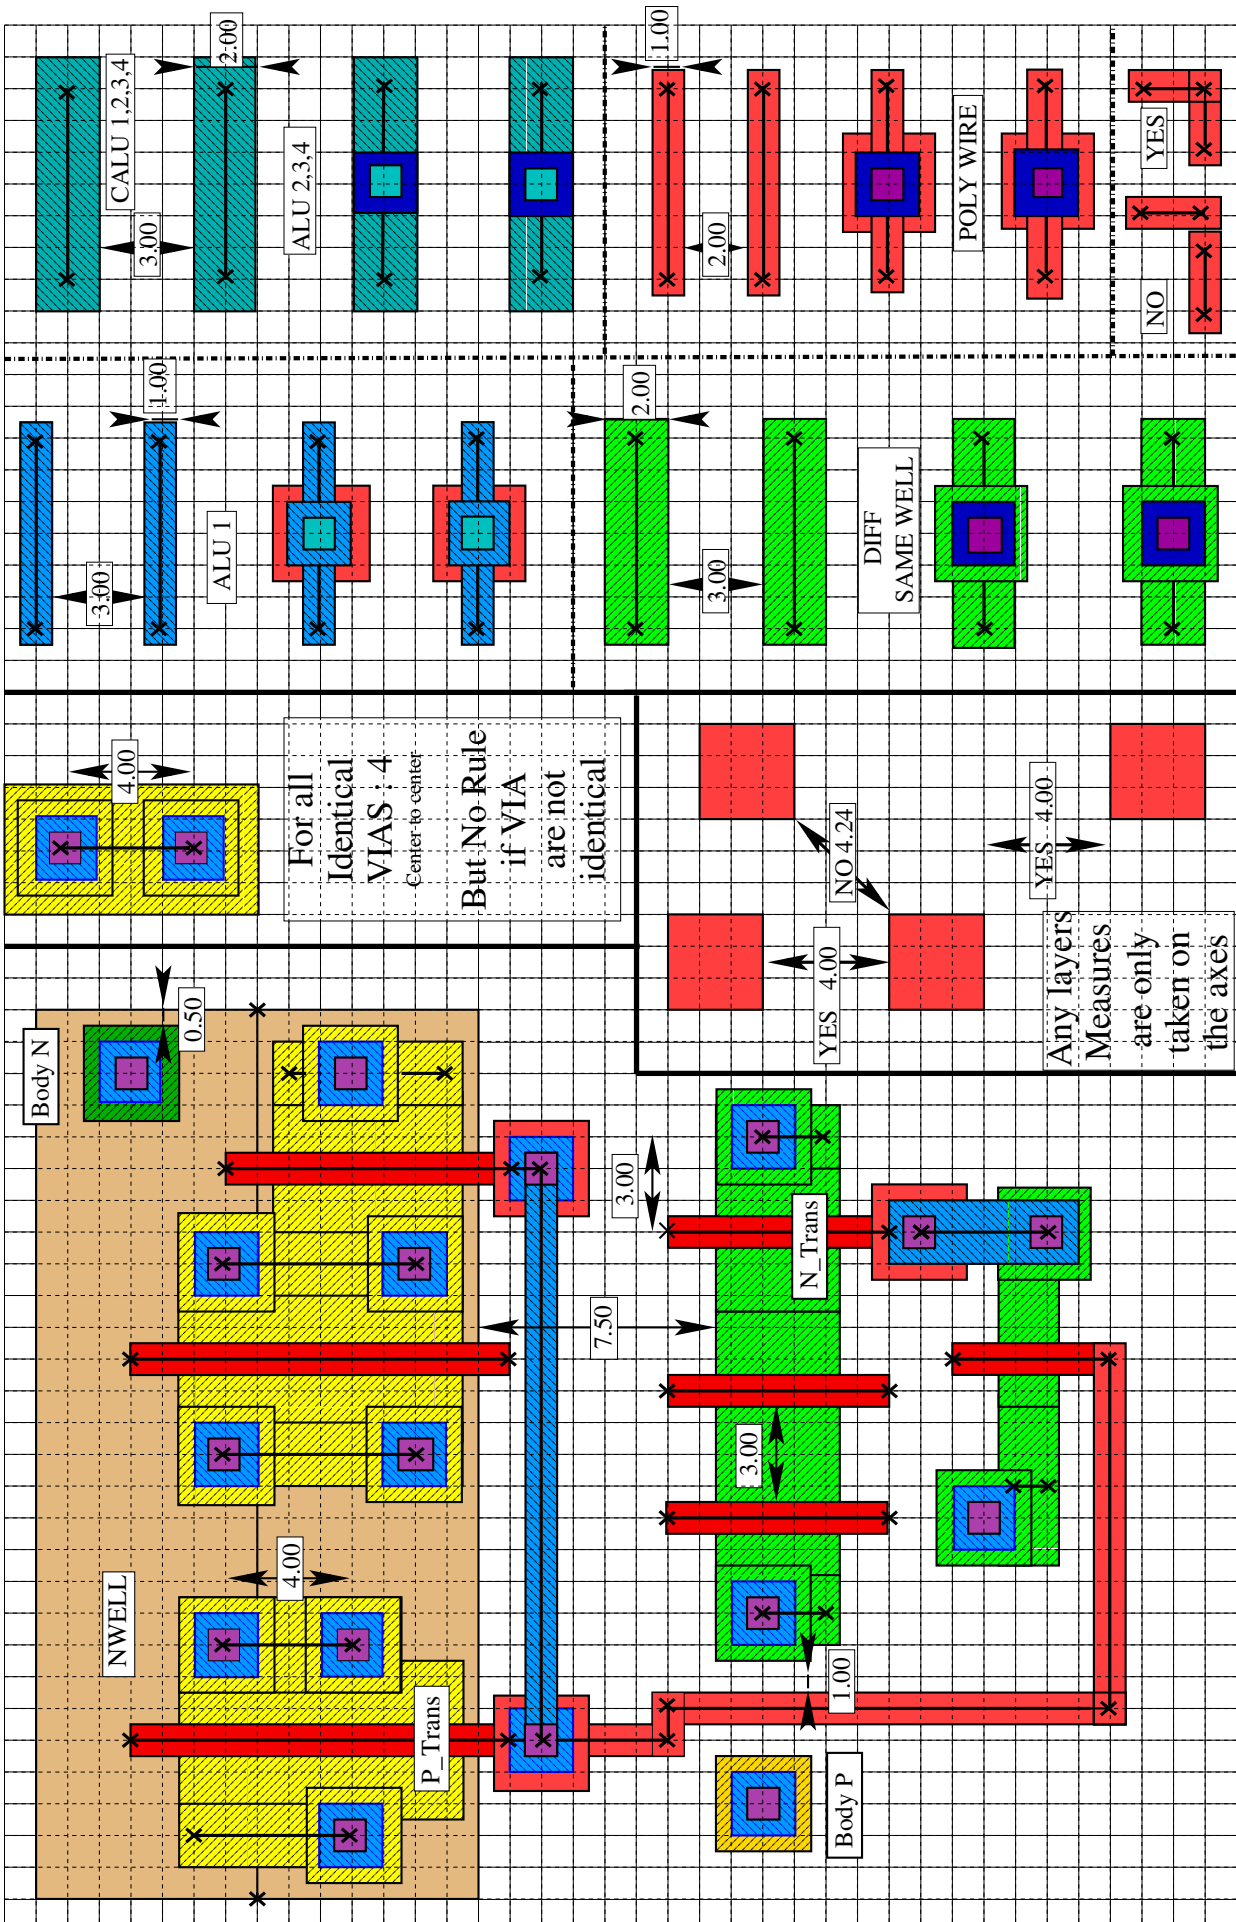 CALU 1,2,3,4
2.00
3.00
ALU 2,3,4
1.00
2.00
POLY WIRE
YES
NO
1.00
3.00
ALU 1
2.00
3.00
DIFF
SAME WELL
4.00
For all
Identical
VIAS : 4
Center to center
But No Rule
if VIA
are not
identical
NO 4.24
YES 4.00
YES 4.00
Any layers
Measures
are only
taken on
the axes
Body N
0.50
NWELL
4.00
P_Trans
7.50
3.00
N_Trans
3.00
1.00
Body P